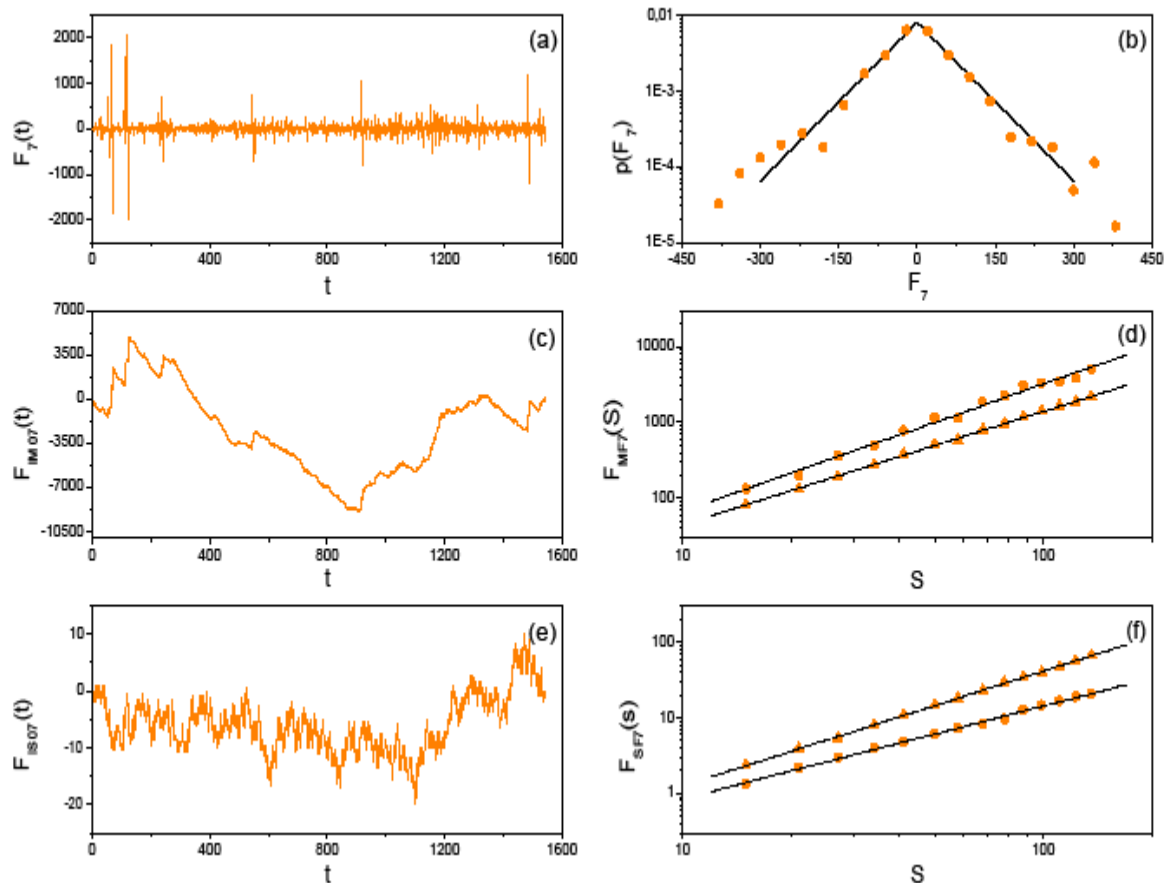 2000
1000
0
-1000
-2000
F7(t)
(a)
0 400 800 1200 1600
t
0,01
1E-3
1E-4
1E-5
p(F7)
(b)
-450 -300 -150 0 150 300 450
F7
7000
3500
0
-3500
-7000
-10500
FIM07(t)
(c)
0 400 800 1200 1600
t
10000
1000
100
FMF7(S)
(d)
10 100
S
10
0
-10
-20
FIS07(t)
(e)
0 400 800 1200 1600
t
100
10
1
FSF7(s)
(f)
10 100
S